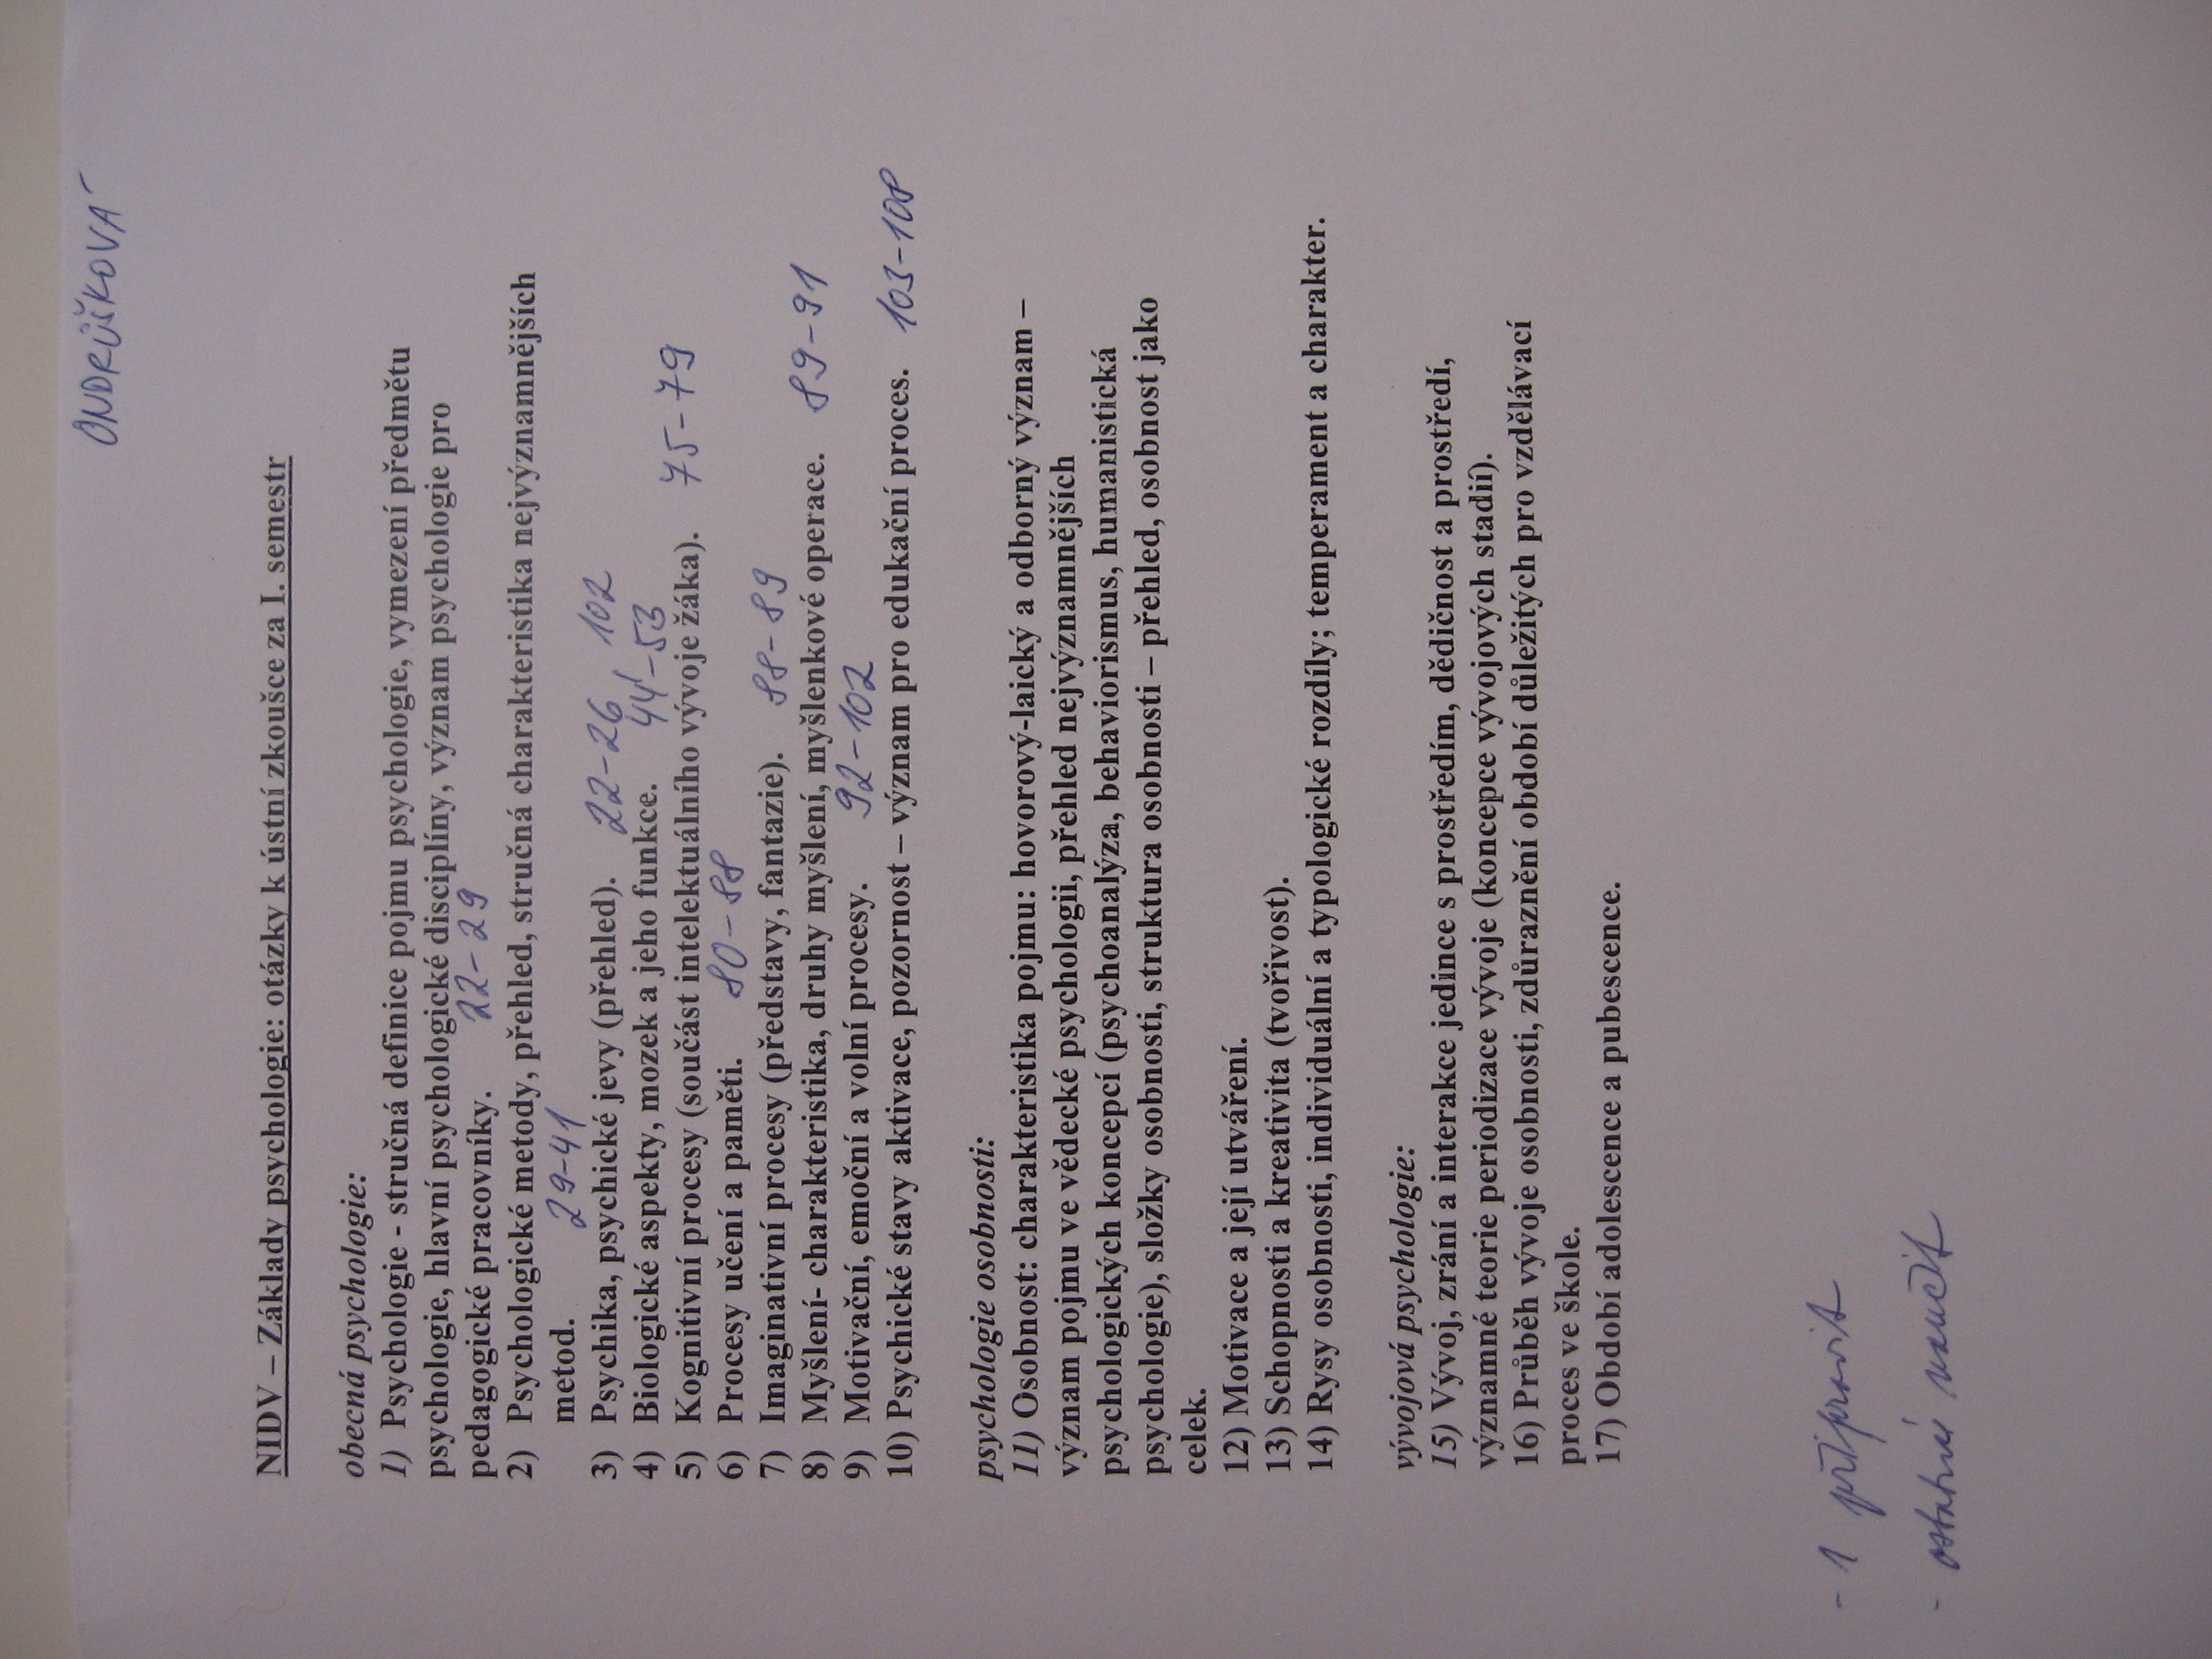 ONDRŮŠKOVÁ
NIDV – Základy psychologie: otázky k ústní zkoušce za I. semestr
obecná psychologie:
1) Psychologie - stručná definice pojmu psychologie, vymezení předmětu
psychologie, hlavní psychologické disciplíny, význam psychologie pro
pedagogické pracovníky. 22-29
2) Psychologické metody, přehled, stručná charakteristika nejvýznamnějších
metod. 29-41
3) Psychika, psychické jevy (přehled). 22-26 102
4) Biologické aspekty, mozek a jeho funkce. 44-53
5) Kognitivní procesy (součást intelektuálního vývoje žáka). 75-79
6) Procesy učení a paměti. 80-88
7) Imaginativní procesy (představy, fantazie). 88-89
8) Myšlení- charakteristika, druhy myšlení, myšlenkové operace. 89-91
9) Motivační, emoční a volní procesy. 92-102
10) Psychické stavy aktivace, pozornost – význam pro edukační proces. 103-108
psychologie osobnosti:
11) Osobnost: charakteristika pojmu: hovorový-laický a odborný význam –
význam pojmu ve vědecké psychologii, přehled nejvýznamnějších
psychologických koncepcí (psychoanalýza, behaviorismus, humanistická
psychologie), složky osobnosti, struktura osobnosti – přehled, osobnost jako
celek.
12) Motivace a její utváření.
13) Schopnosti a kreativita (tvořivost).
14) Rysy osobnosti, individuální a typologické rozdíly; temperament a charakter.
vývojová psychologie:
15) Vývoj, zrání a interakce jedince s prostředím, dědičnost a prostředí,
významné teorie periodizace vývoje (koncepce vývojových stadií).
16) Průběh vývoje osobnosti, zdůraznění období důležitých pro vzdělávací
proces ve škole.
17) Období adolescence a pubescence.
- 1 připravit
- ostatní naučit